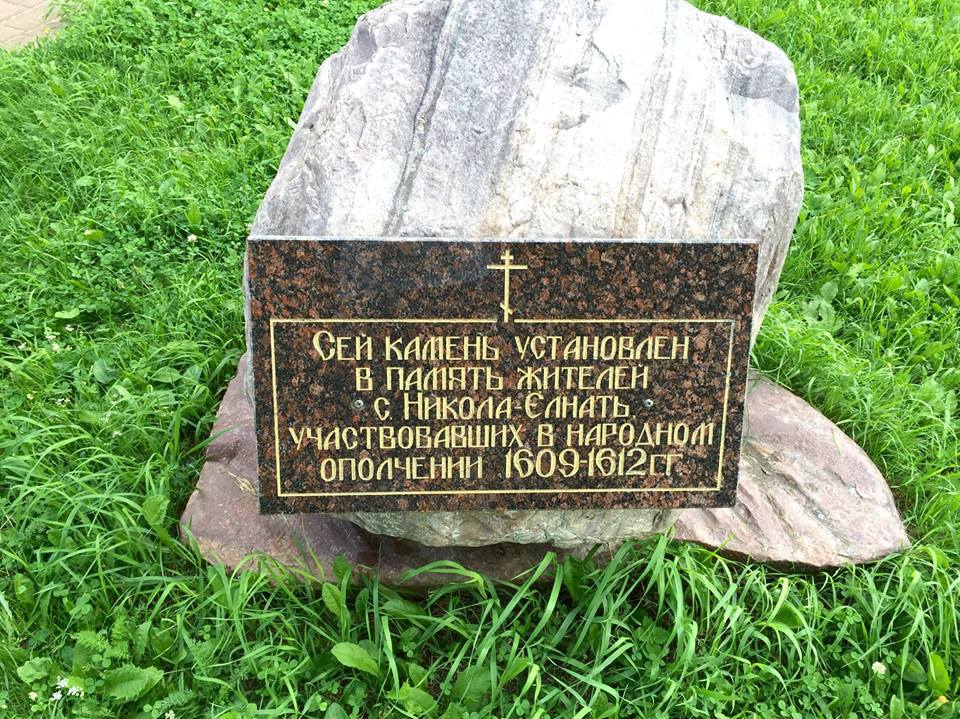 Сей камень установлен
в память жителей
с. Никола-Елнать,
участвовавших в народном
ополчении 1609-1612 гг.